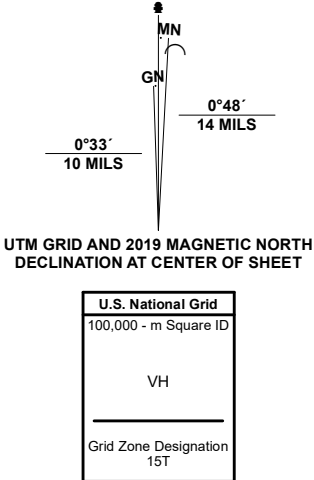 MN
GN
0°48´
14 MILS
0°33´
10 MILS
UTM GRID AND 2019 MAGNETIC NORTH
DECLINATION AT CENTER OF SHEET
U.S. National Grid
100,000 - m Square ID
VH
Grid Zone Designation
15T